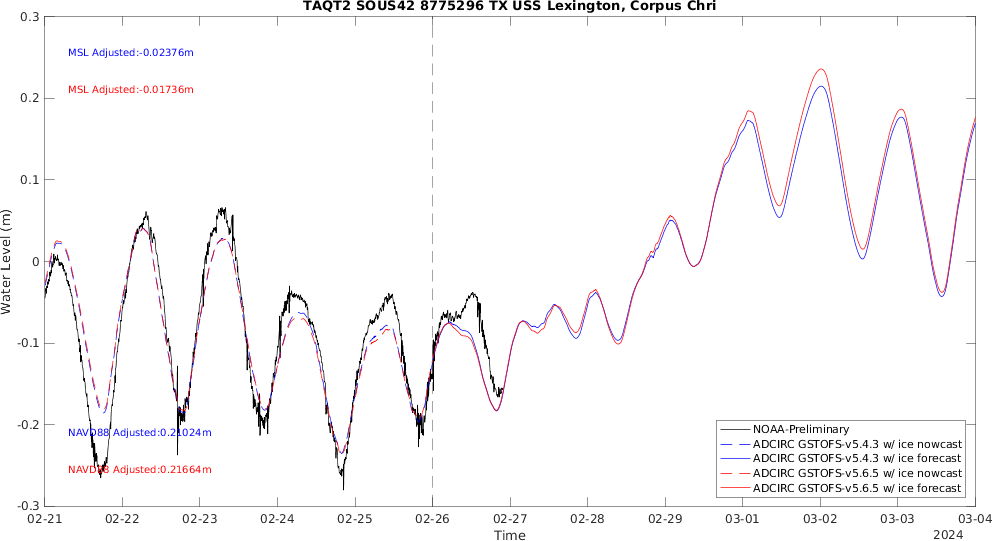 TAQT2 SOUS42 8775296 TX USS Lexington, Corpus Chri
MSL Adjusted:-0.02376m
MSL Adjusted:-0.01736m
NAVD88 Adjusted:0.21024m
NAVD88 Adjusted:0.21664m
Water Level (m)
0.3
0.2
0.1
0
-0.1
-0.2
-0.3
02-21 02-22 02-23 02-24 02-25 02-26 02-27 02-28 02-29 03-01 03-02 03-03 03-04
Time
2024
NOAA-Preliminary
ADCIRC GSTOFS-v5.4.3 w/ ice nowcast
ADCIRC GSTOFS-v5.4.3 w/ ice forecast
ADCIRC GSTOFS-v5.6.5 w/ ice nowcast
ADCIRC GSTOFS-v5.6.5 w/ ice forecast